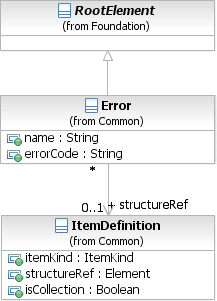 RootElement
(from Foundation)
Error
(from Common)
name : String
errorCode : String
*
0..1 + structureRef
ItemDefinition
(from Common)
itemKind : ItemKind
structureRef : Element
isCollection : Boolean